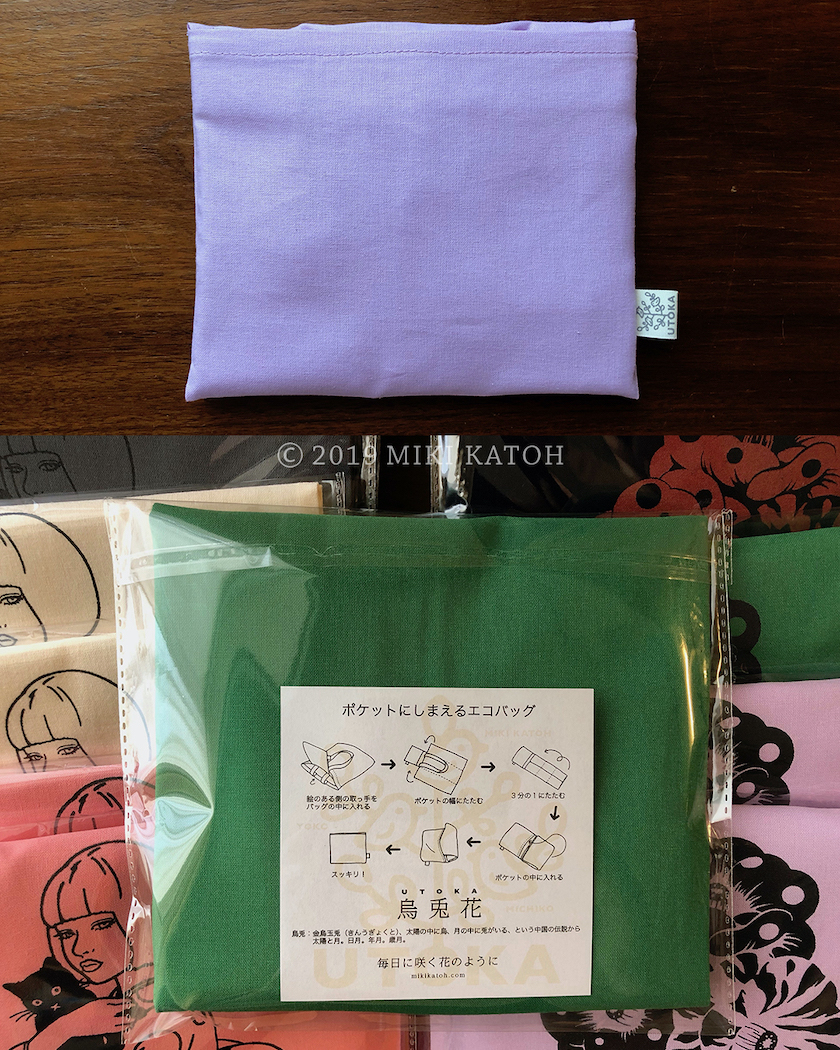 UTOKA
© 2019 MIKI KATOH
ポケットにしまえるエコバッグ
MIKI KATOH
絵のある側の取っ手を
バッグの中に入れる
ポケットの幅にたたむ
3分の1にたたむ
YOKO
スッキリ!
ポケットの中に入れる
UTOKA
烏兎花
MICHIKO
烏兎:金烏玉兎(きんうぎょくと)、太陽の中に烏、月の中に兎がいる、という中国の伝説から
太陽と月。日月。年月。歳月。
UTOKA
毎日に咲く花のように
mikikatoh.com